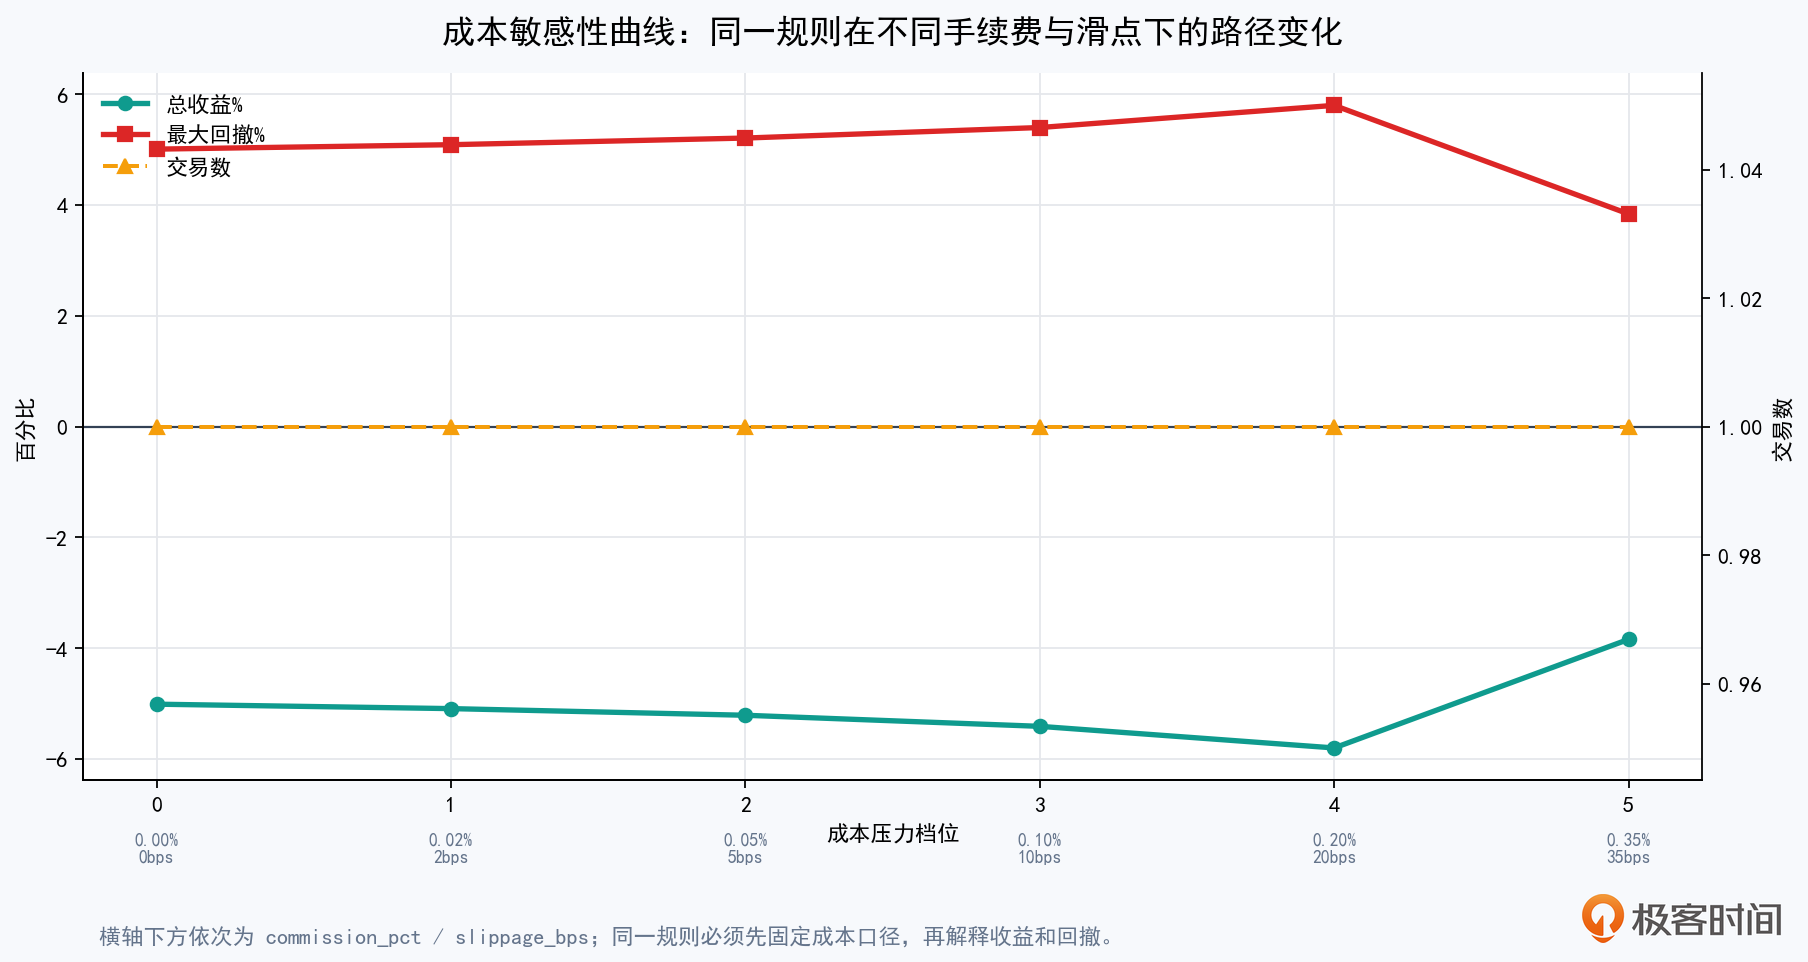 成本敏感性曲线：同一规则在不同手续费与滑点下的路径变化
总收益%
最大回撤%
交易数
6
4
2
0
−2
−4
−6
百分比
1.04
1.02
1.00
0.98
0.96
交易数
0 1 2 3 4 5
成本压力档位
0.00% 0.02% 0.05% 0.10% 0.20% 0.35%
0bps 2bps 5bps 10bps 20bps 35bps
横轴下方依次为 commission_pct / slippage_bps；同一规则必须先固定成本口径，再解释收益和回撤。
极客时间